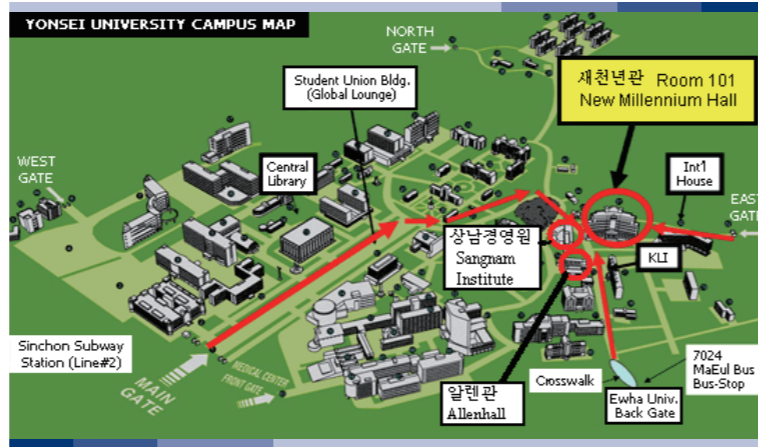 YONSEI UNIVERSITY CAMPUS MAP
NORTH
GATE
새천년관 Room 101
New Millennium Hall
Student Union Bldg.
(Global Lounge)
WEST
GATE
Central
Library
Int'l
House
EAST
GATE
상남경영원
Sangnam
Institute
KLI
Sinchon Subway
Station (Line#2)
MAIN
GATE
MEDICAL CENTER
FRONT GATE
알렌관
Allenhall
Crosswalk
Ewha Univ.
Back Gate
7024
MaEul Bus
Bus-Stop